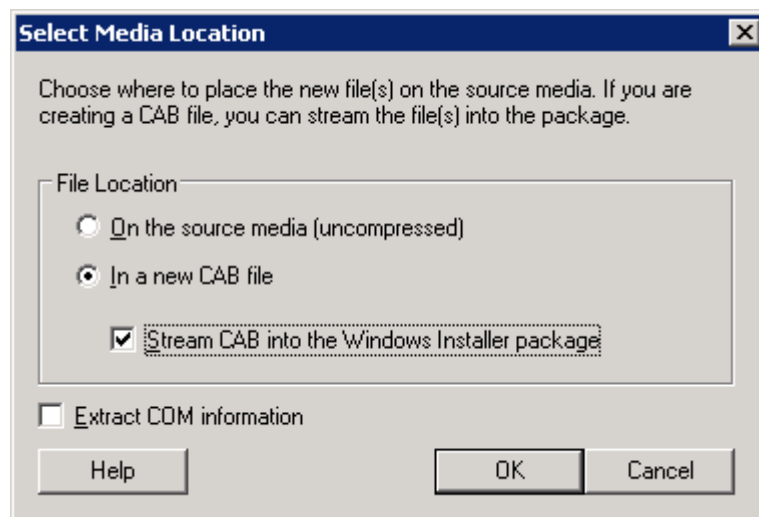 Select Media Location
Choose where to place the new file(s) on the source media. If you are
creating a CAB file, you can stream the file(s) into the package.
File Location
On the source media (uncompressed)
In a new CAB file
Stream CAB into the Windows Installer package
Extract COM information
Help OK Cancel